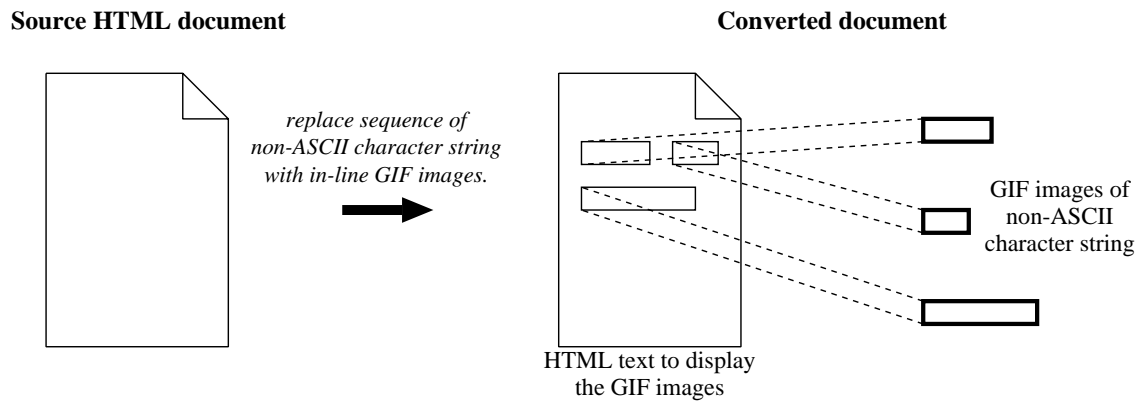 Source HTML document
Converted document
replace sequence of
non-ASCII character string
with in-line GIF images.
GIF images of
non-ASCII
character string
HTML text to display
the GIF images